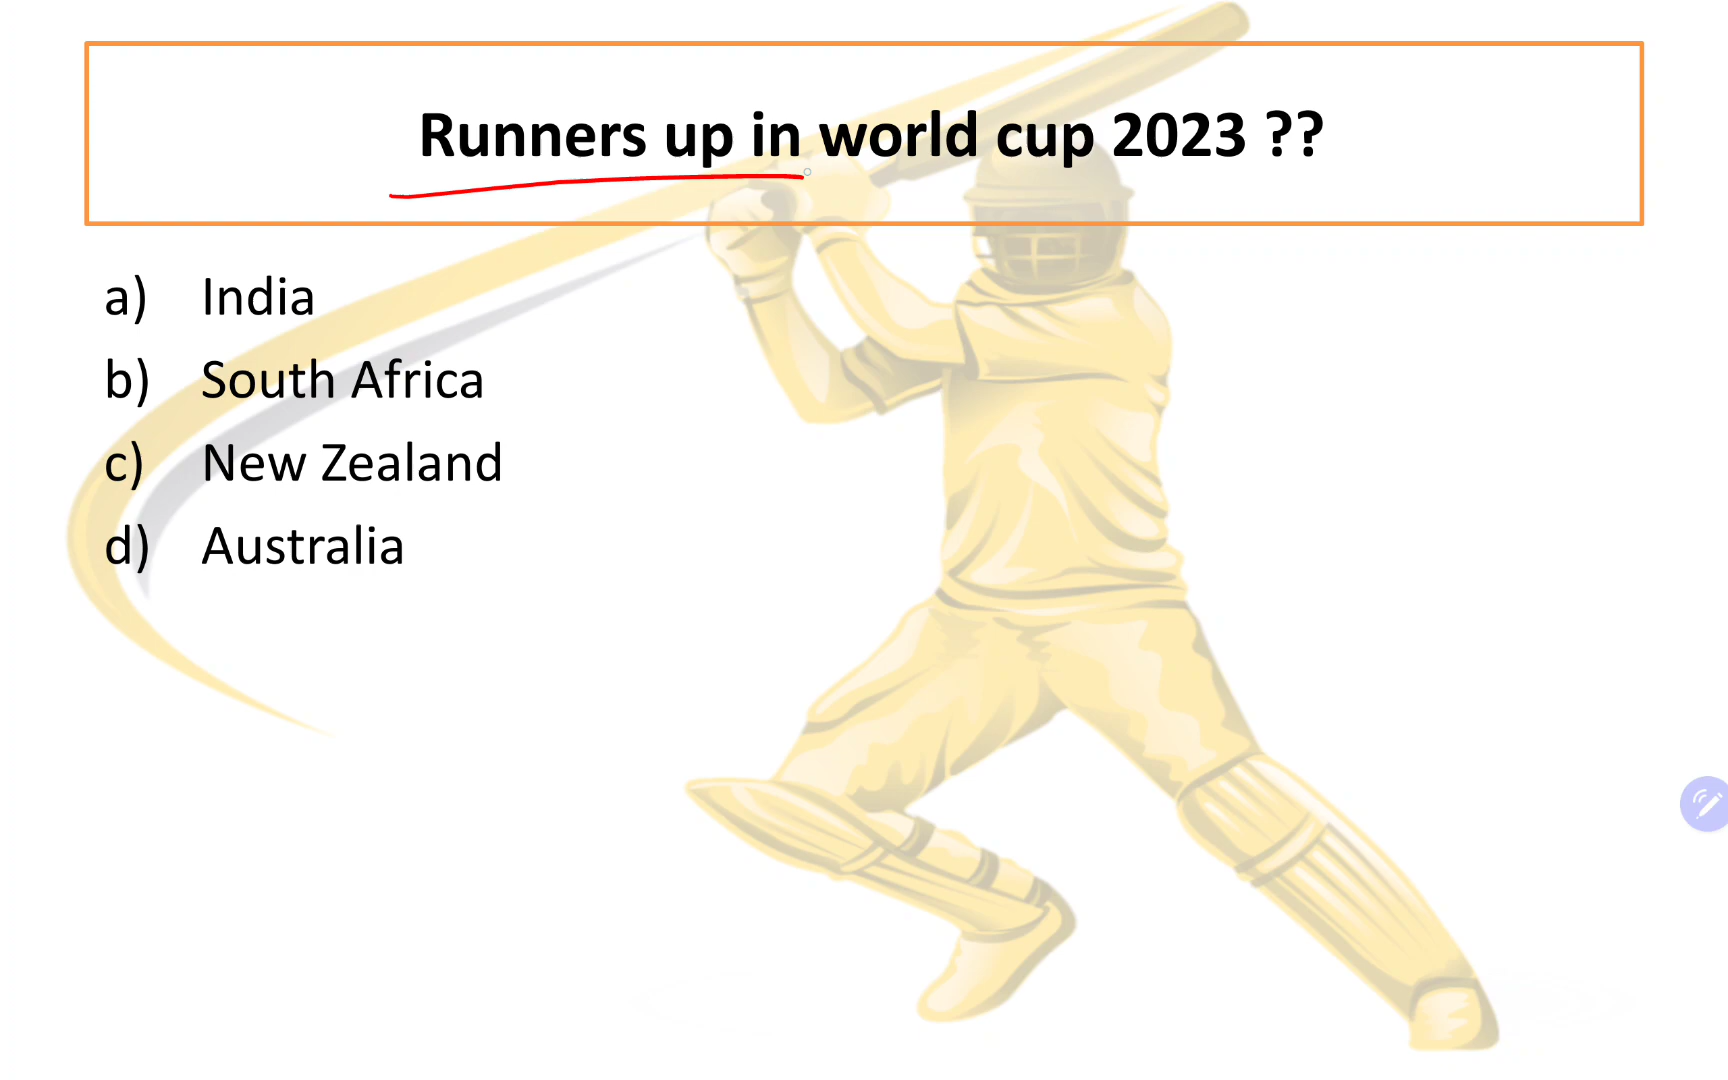 Runners up in world cup 2023 ??
a) India
b) South Africa
c) New Zealand
d) Australia